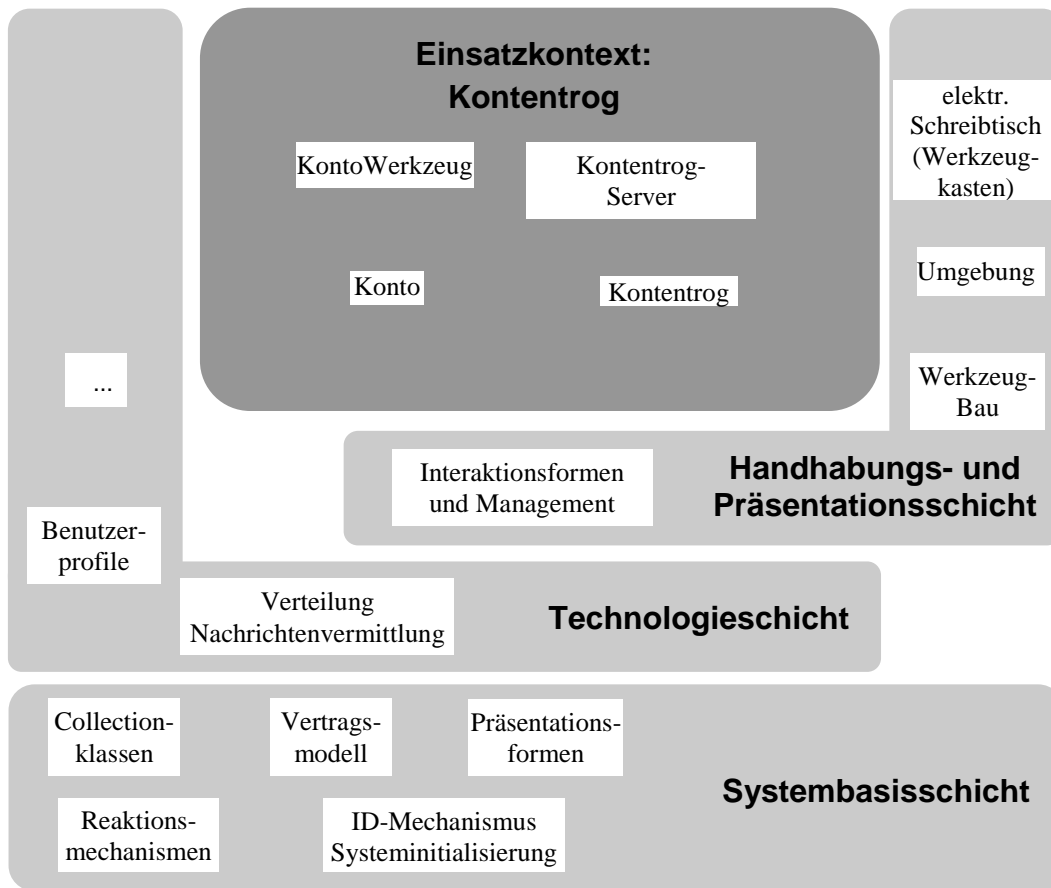 Einsatzkontext:
Kontentrog
KontoWerkzeug
Kontentrog-
Server
Konto
Kontentrog
elektr.
Schreibtisch
(Werkzeug-
kasten)
Umgebung
Werkzeug-
Bau
...
Benutzer-
profile
Interaktionsformen
und Management
Handhabungs- und
Präsentationsschicht
Verteilung
Nachrichtenvermittlung
Technologieschicht
Collection-
klassen
Vertrags-
modell
Präsentations-
formen
Reaktions-
mechanismen
ID-Mechanismus
Systeminitialisierung
Systembasisschicht